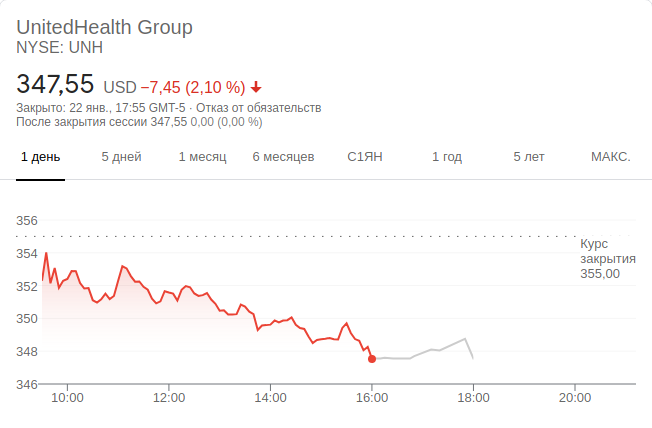 UnitedHealth Group
NYSE: UNH
347,55 USD −7,45 (2,10 %)
Закрыто: 22 янв., 17:55 GMT-5 · Отказ от обязательств
После закрытия сессии 347,55 0,00 (0,00 %)
1 день 5 дней 1 месяц 6 месяцев С1ЯН 1 год 5 лет МАКС.
356
Курс
закрытия
355,00
354
352
350
348
346
10:00 12:00 14:00 16:00 18:00 20:00